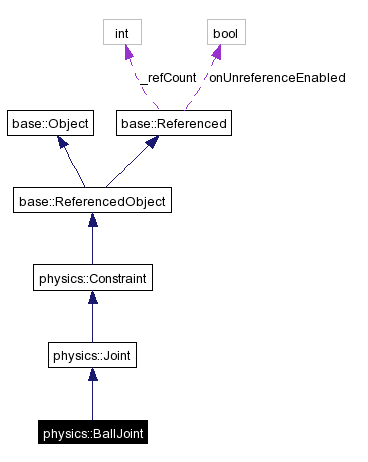 int bool
_refCount onUnreferenceEnabled
base::Object base::Referenced
base::ReferencedObject
physics::Constraint
physics::Joint
physics::BallJoint